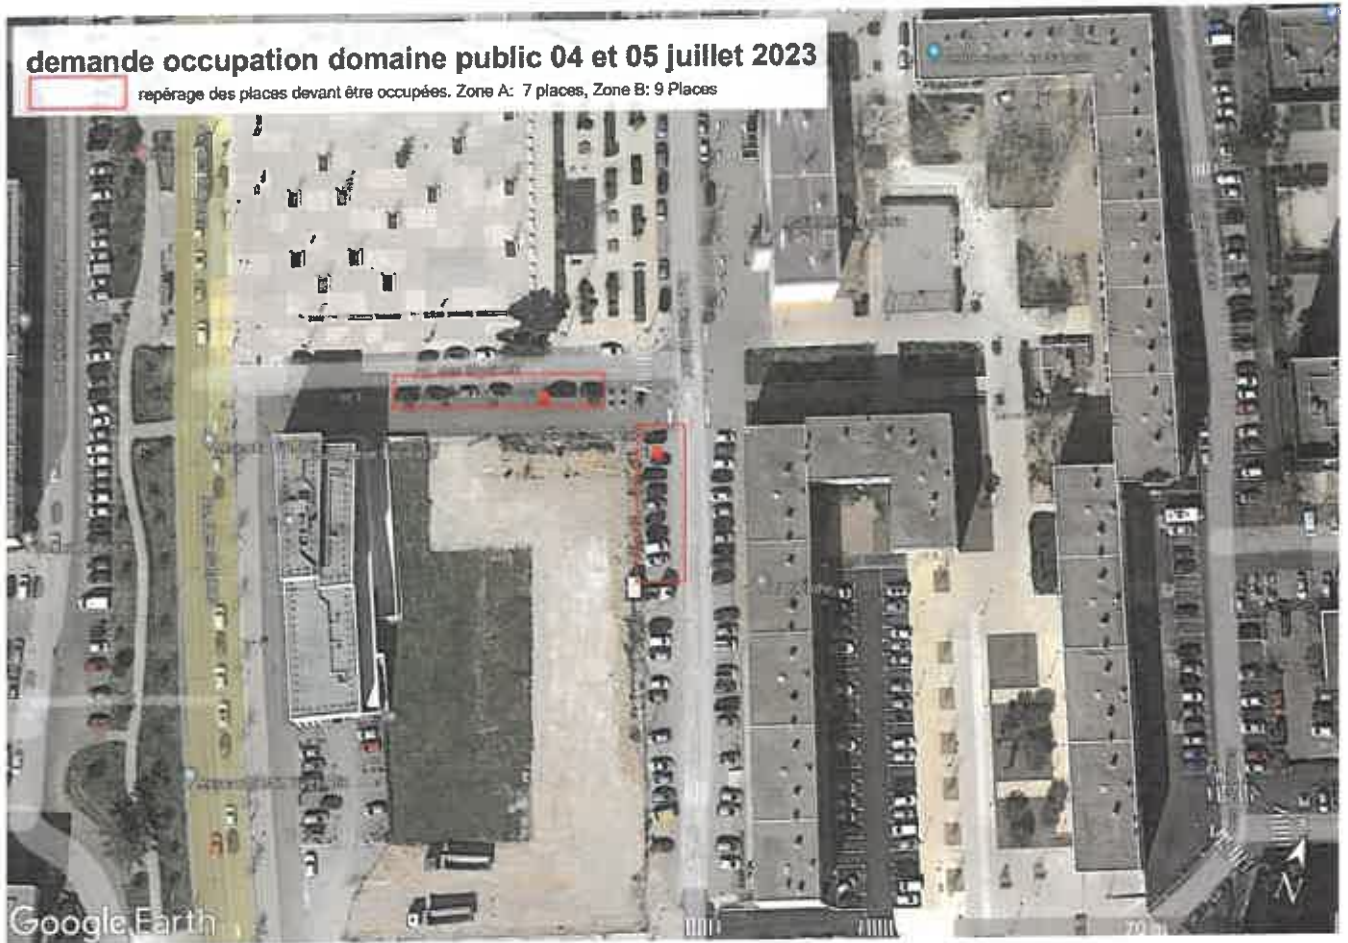 demande occupation domaine public 04 et 05 juillet 2023
repérage des places devant être occupées. Zone A: 7 places, Zone B: 9 Places
N
Google Earth